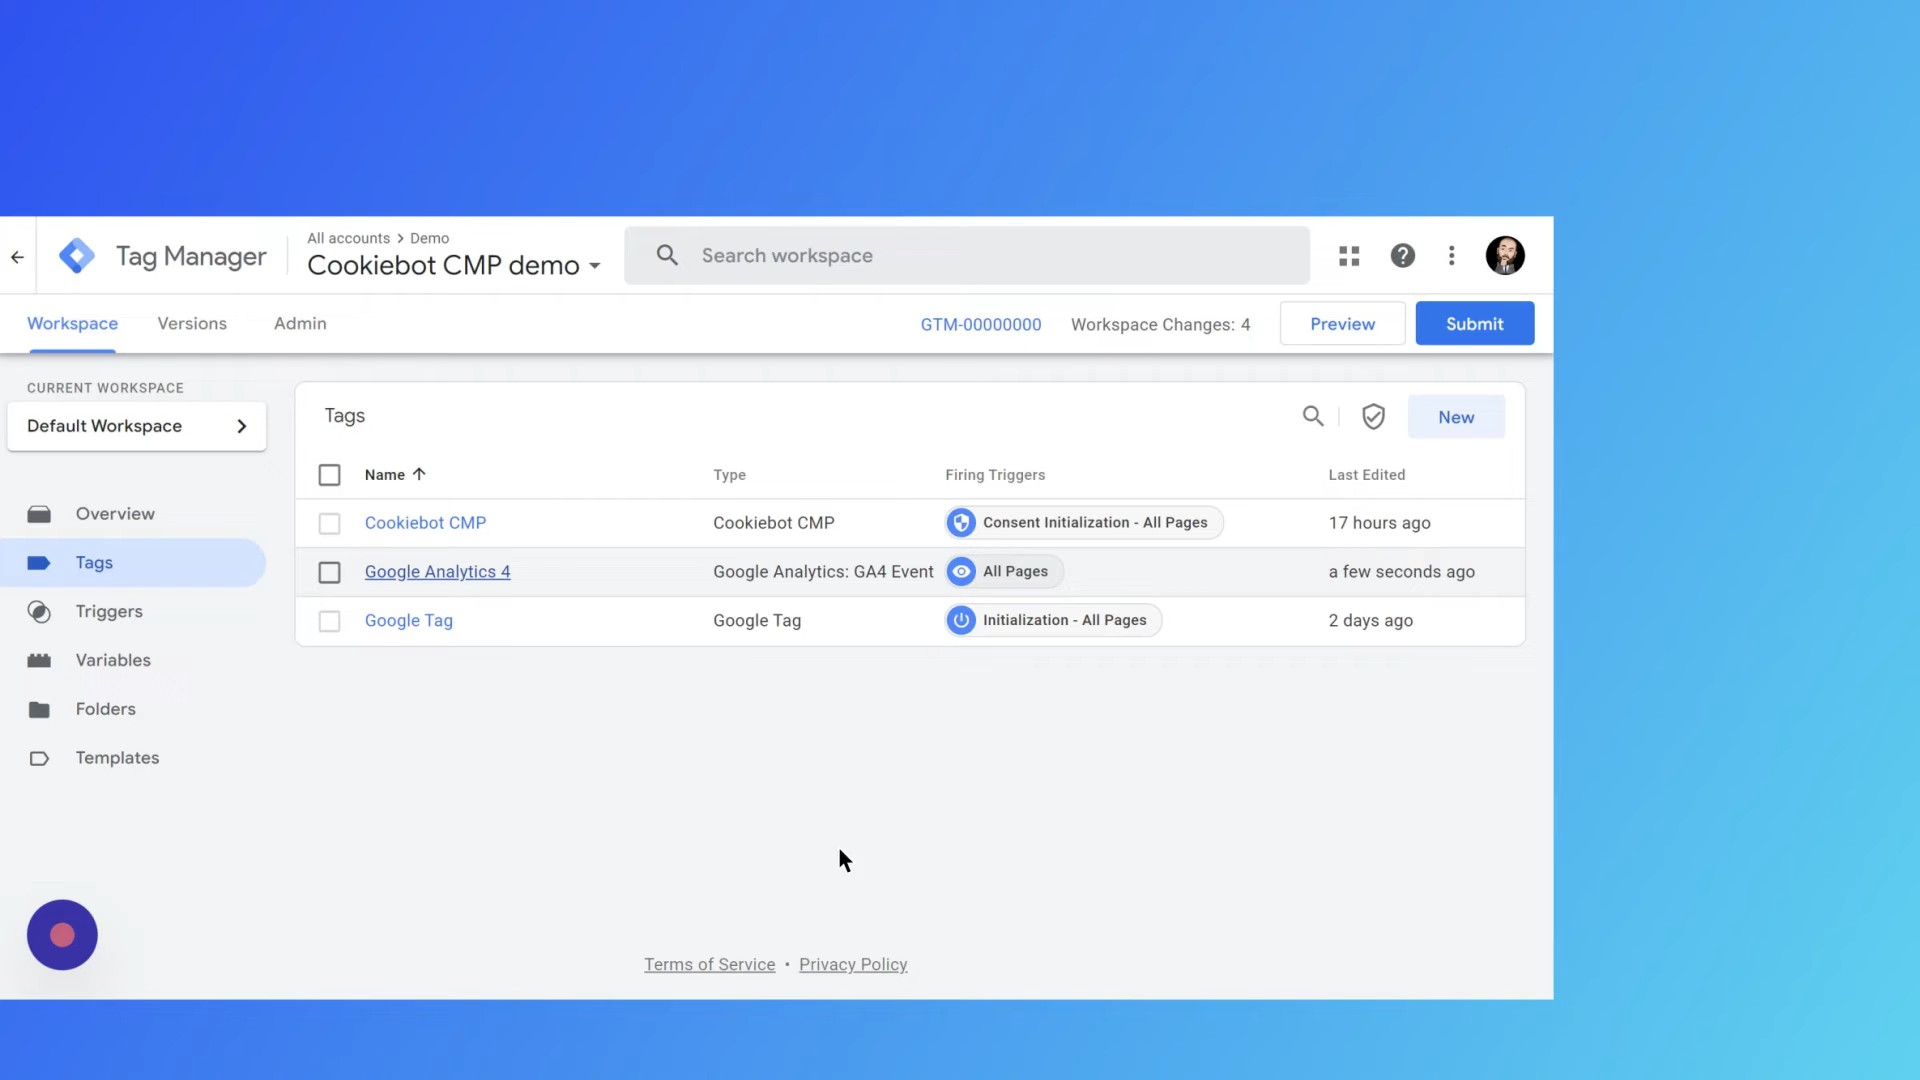 Tag Manager
All accounts > Demo
Cookiebot CMP demo
Search workspace
Workspace Versions Admin
GTM-00000000 Workspace Changes: 4 Preview Submit
CURRENT WORKSPACE
Default Workspace
Overview
Tags
Triggers
Variables
Folders
Templates
Tags New
Name Type Firing Triggers Last Edited
Cookiebot CMP Cookiebot CMP Consent Initialization - All Pages 17 hours ago
Google Analytics 4 Google Analytics: GA4 Event All Pages a few seconds ago
Google Tag Google Tag Initialization - All Pages 2 days ago
Terms of Service • Privacy Policy